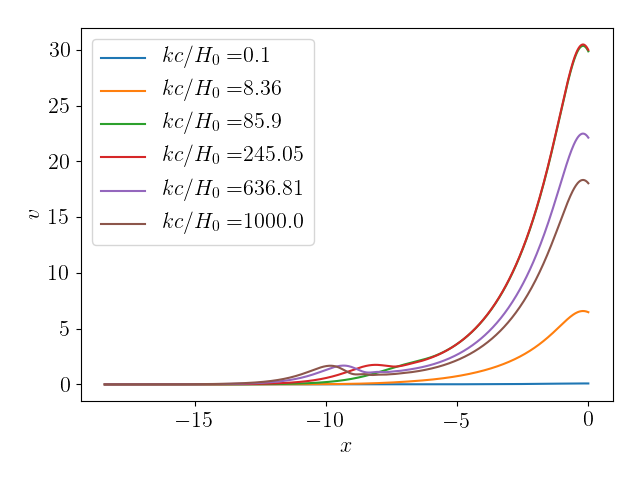 30
25
20
15
10
5
0
v
kc/H₀ =0.1
kc/H₀ =8.36
kc/H₀ =85.9
kc/H₀ =245.05
kc/H₀ =636.81
kc/H₀ =1000.0
−15 −10 −5 0
x